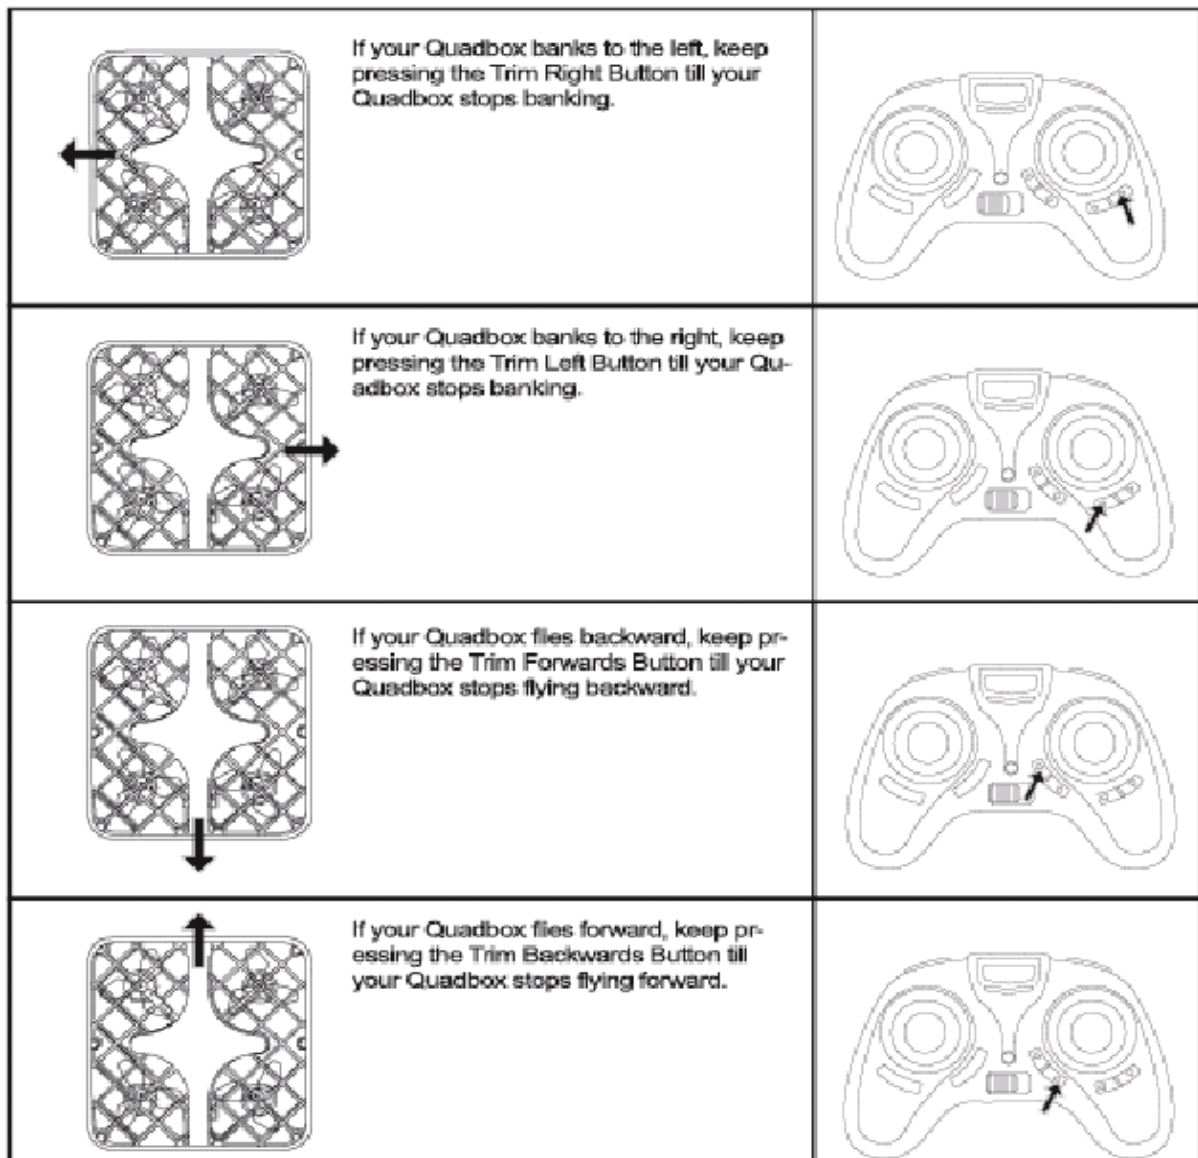 If your Quadbox banks to the left, keep
pressing the Trim Right Button till your
Quadbox stops banking.
If your Quadbox banks to the right, keep
pressing the Trim Left Button till your Qu-
adbox stops banking.
If your Quadbox flies backward, keep pr-
essing the Trim Forwards Button till your
Quadbox stops flying backward.
If your Quadbox flies forward, keep pr-
essing the Trim Backwards Button till
your Quadbox stops flying forward.